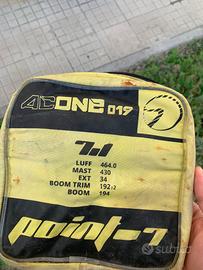 ACONE 019
7.1
LUFF 464.0
MAST 430
EXT 34
BOOM TRIM 192+2
BOOM 194
point-7
subito